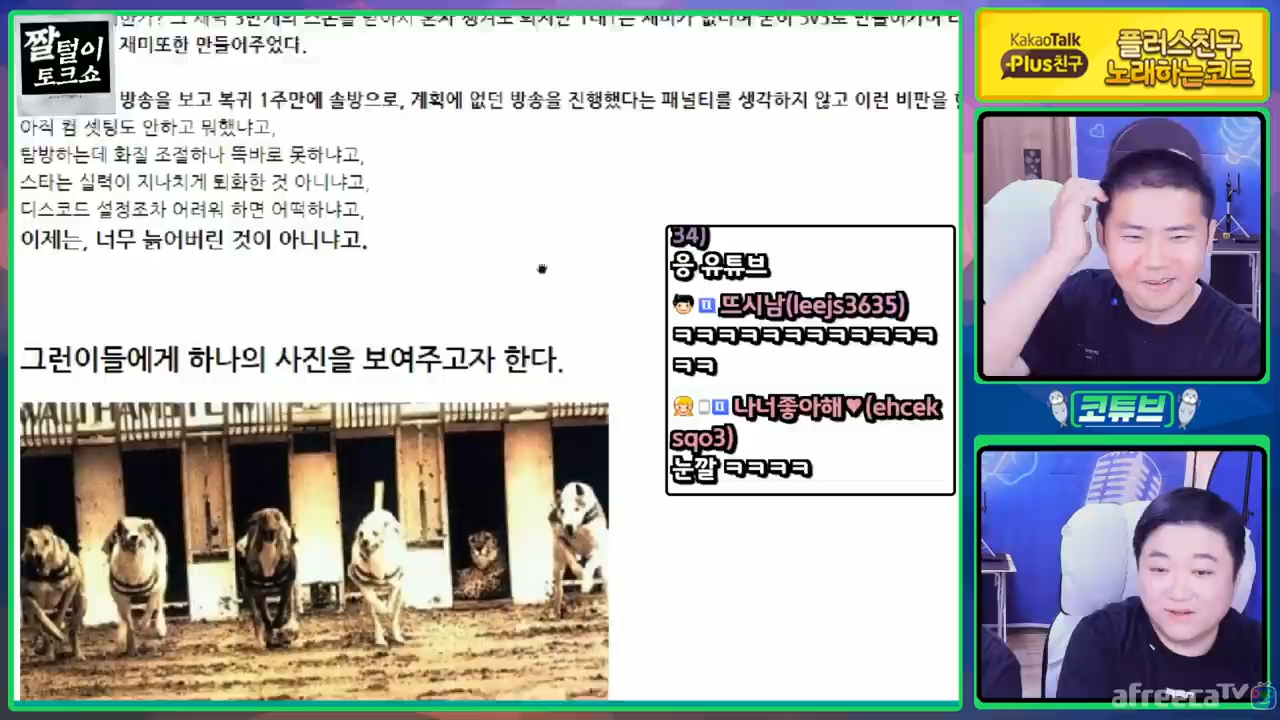 짤털이
토크쇼
재미또한 만들어주었다.
방송을 보고 복귀 1주만에 솔방으로, 계획에 없던 방송을 진행했다는 패널티를 생각하지 않고 이런 비판을
아직 컴 셋팅도 안하고 뭐했냐고,
탐방하는데 화질 조절하나 똑바로 못하냐고,
스타는 실력이 지나치게 퇴화한 것 아니냐고,
디스코드 설정조차 어려워 하면 어떡하냐고,
이제는, 너무 늙어버린 것이 아니냐고.
그런이들에게 하나의 사진을 보여주고자 한다.
34)
응 유튜브
뜨시남(leejs3635)
ㅋㅋㅋㅋㅋㅋㅋㅋㅋㅋㅋㅋ
ㅋㅋ
나너좋아해♥(ehcek
sqo3)
눈깔 ㅋㅋㅋㅋ
KakaoTalk
Plus친구
플러스친구
노래하는코트
코튜브
afreecaTV